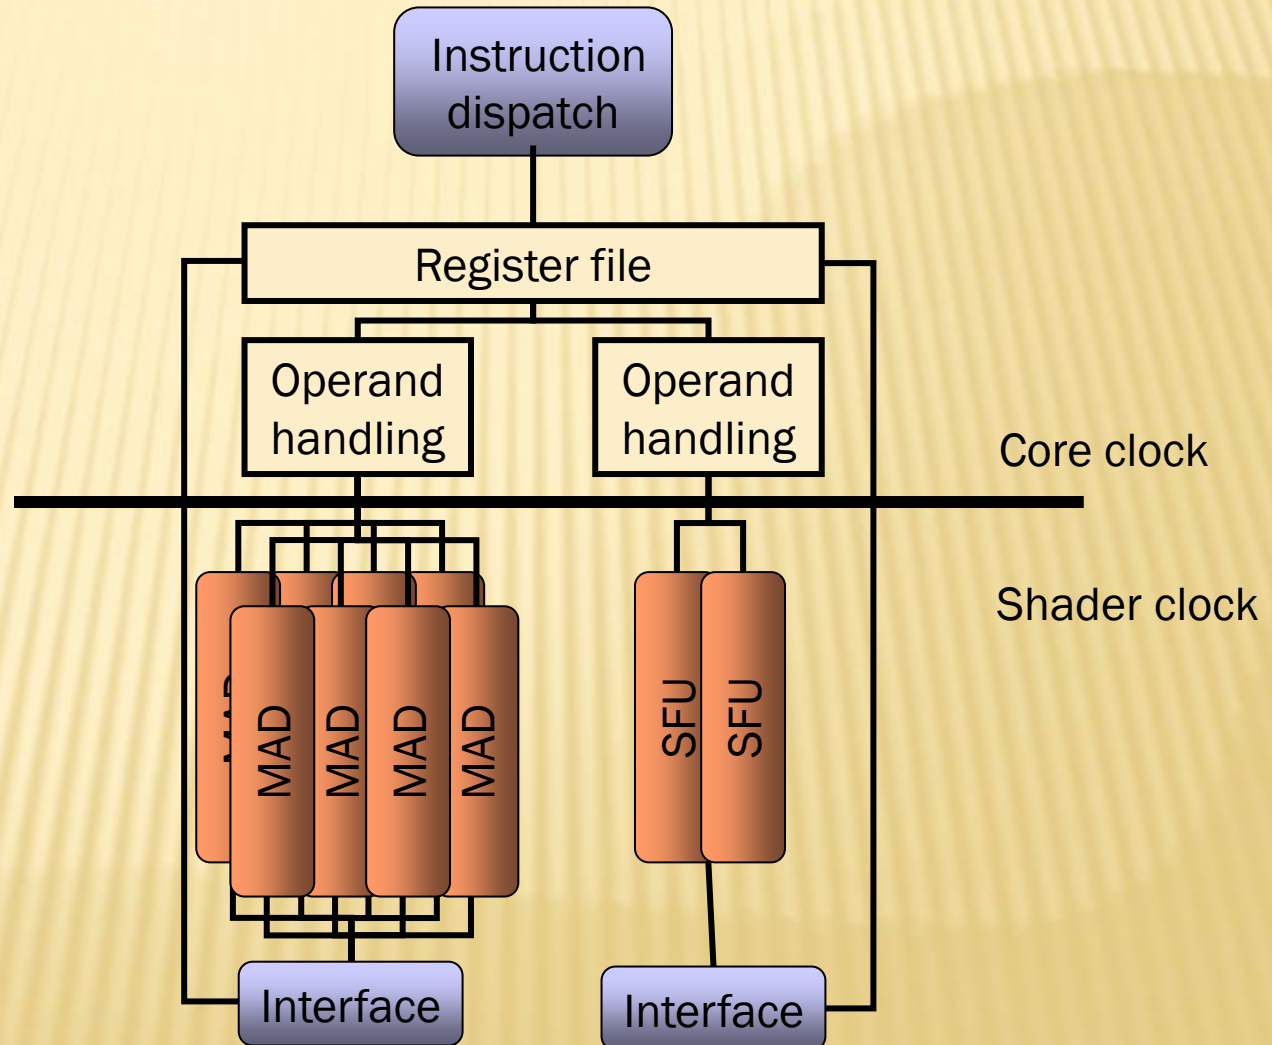 Instruction
dispatch
Register file
Operand
handling
Operand
handling
Core clock
Shader clock
MAD
MAD
MAD
MAD
MAD
SFU
SFU
Interface
Interface